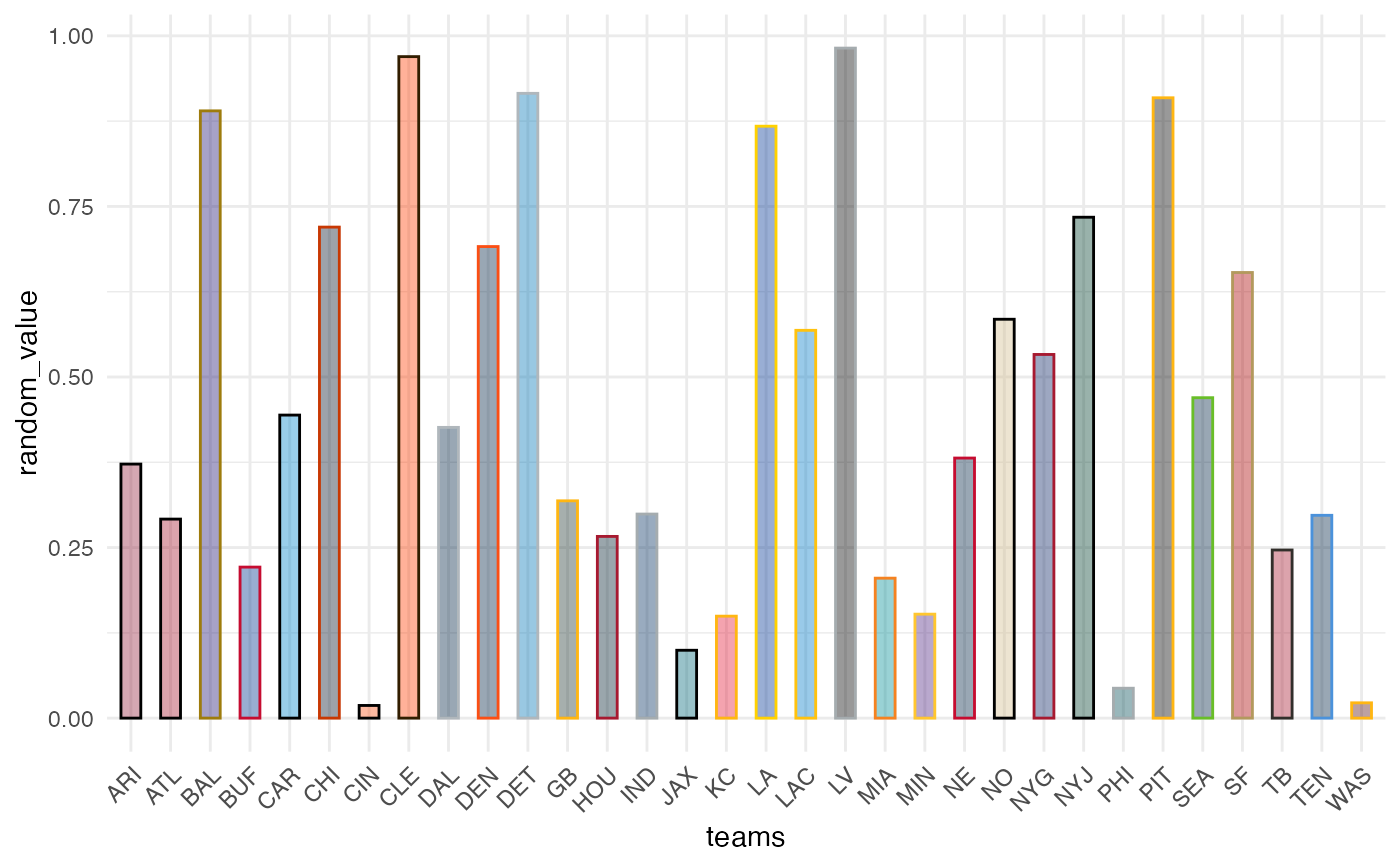 1.00
0.75
0.50
0.25
0.00
random_value
ARI ATL BAL BUF CAR CHI CIN CLE DAL DEN DET GB HOU IND JAX KC LA LAC LV MIA MIN NE NO NYG NYJ PHI PIT SEA SF TB TEN WAS
teams